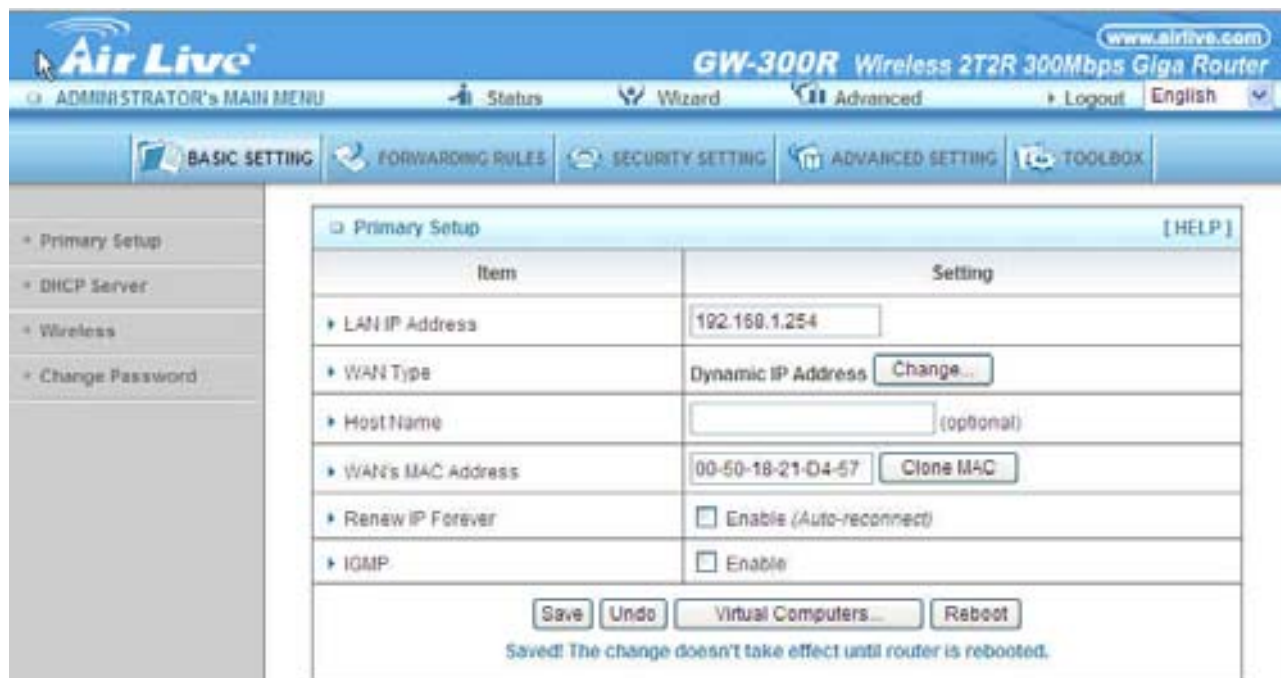 Air Live
www.airlive.com
GW-300R Wireless 2T2R 300Mbps Giga Router
ADMINISTRATOR's MAIN MENU Status Wizard Advanced Logout English
BASIC SETTING FORWARDING RULES SECURITY SETTING ADVANCED SETTING TOOLBOX
Primary Setup
DHCP Server
Wireless
Change Password
Primary Setup [HELP]
Item Setting
LAN IP Address 192.168.1.254
WAN Type Dynamic IP Address Change...
Host Name (optional)
WAN's MAC Address 00-50-18-21-D4-57 Clone MAC
Renew IP Forever Enable (Auto-reconnect)
IGMP Enable
Save Undo Virtual Computers... Reboot
Saved! The change doesn't take effect until router is rebooted.